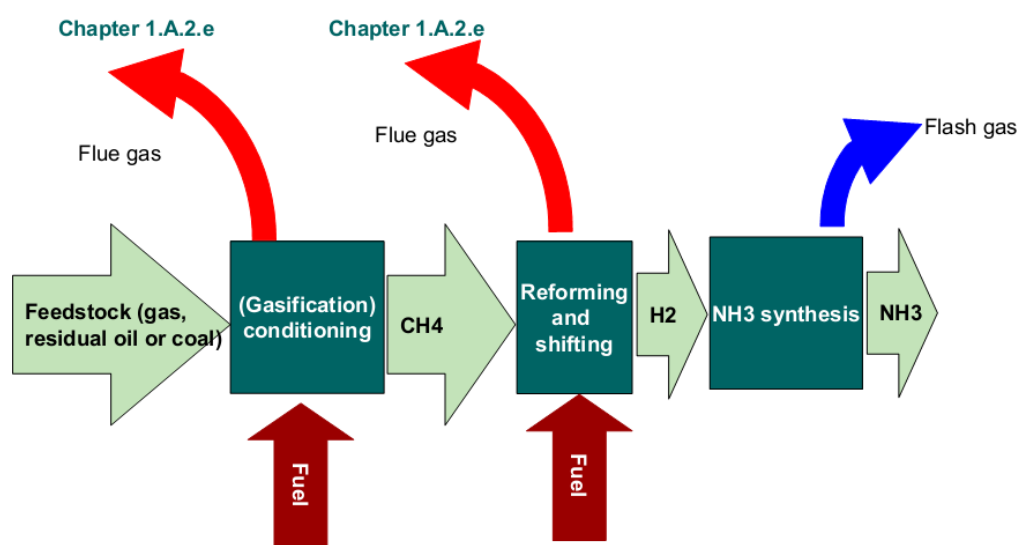 Chapter 1.A.2.e
Chapter 1.A.2.e
Flue gas
Flue gas
Flash gas
Feedstock (gas,
residual oil or coal)
(Gasification)
conditioning
CH4
Reforming
and
shifting
H2
NH3 synthesis
NH3
Fuel
Fuel